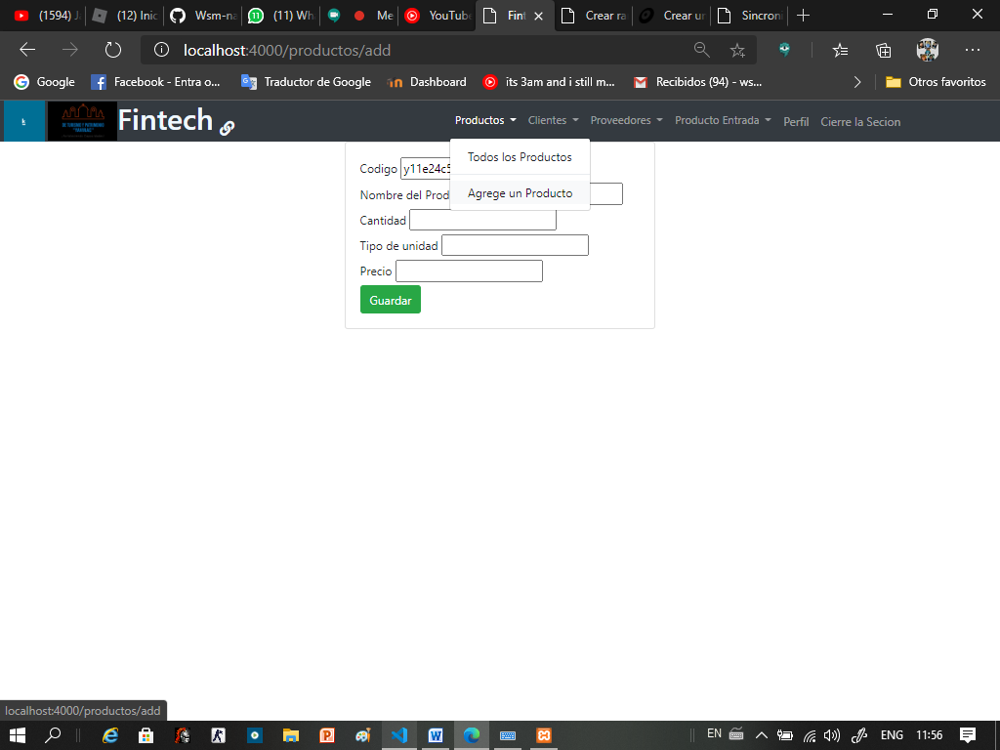 (1594) J
(12) Inic
Wsm-na
(11) Wh
Me
YouTube
Fint
Crear ra
Crear un
Sincroni
localhost:4000/productos/add
Google
Facebook - Entra o...
Traductor de Google
Dashboard
its 3am and i still m...
Recibidos (94) - ws...
Otros favoritos
Fintech
Productos
Clientes
Proveedores
Producto Entrada
Perfil
Cierre la Secion
Todos los Productos
Agrege un Producto
Codigo y11e24c5
Nombre del Prod
Cantidad
Tipo de unidad
Precio
Guardar
localhost:4000/productos/add
EN
ENG
11:56